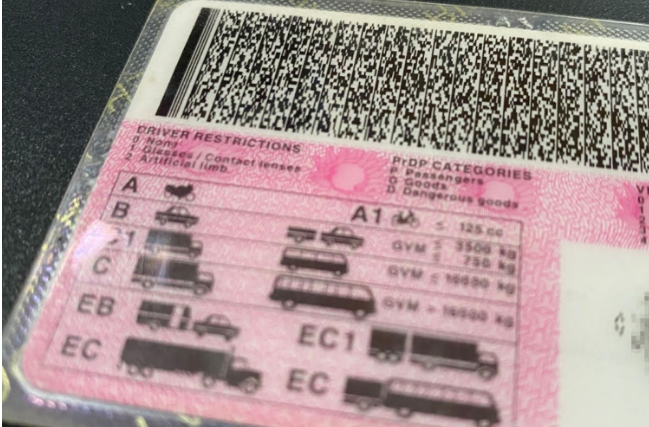 DRIVER RESTRICTIONS
0 None
1 Glasses / Contact lenses
2 Artificial limb
PrDP CATEGORIES
P Passengers
G Goods
D Dangerous goods
A
A1 ≤ 125 cc
B
GVM ≤ 3500 kg
≤ 750 kg
C1
GVM ≤ 16000 kg
C
GVM > 16000 kg
EB
EC1
EC
EC